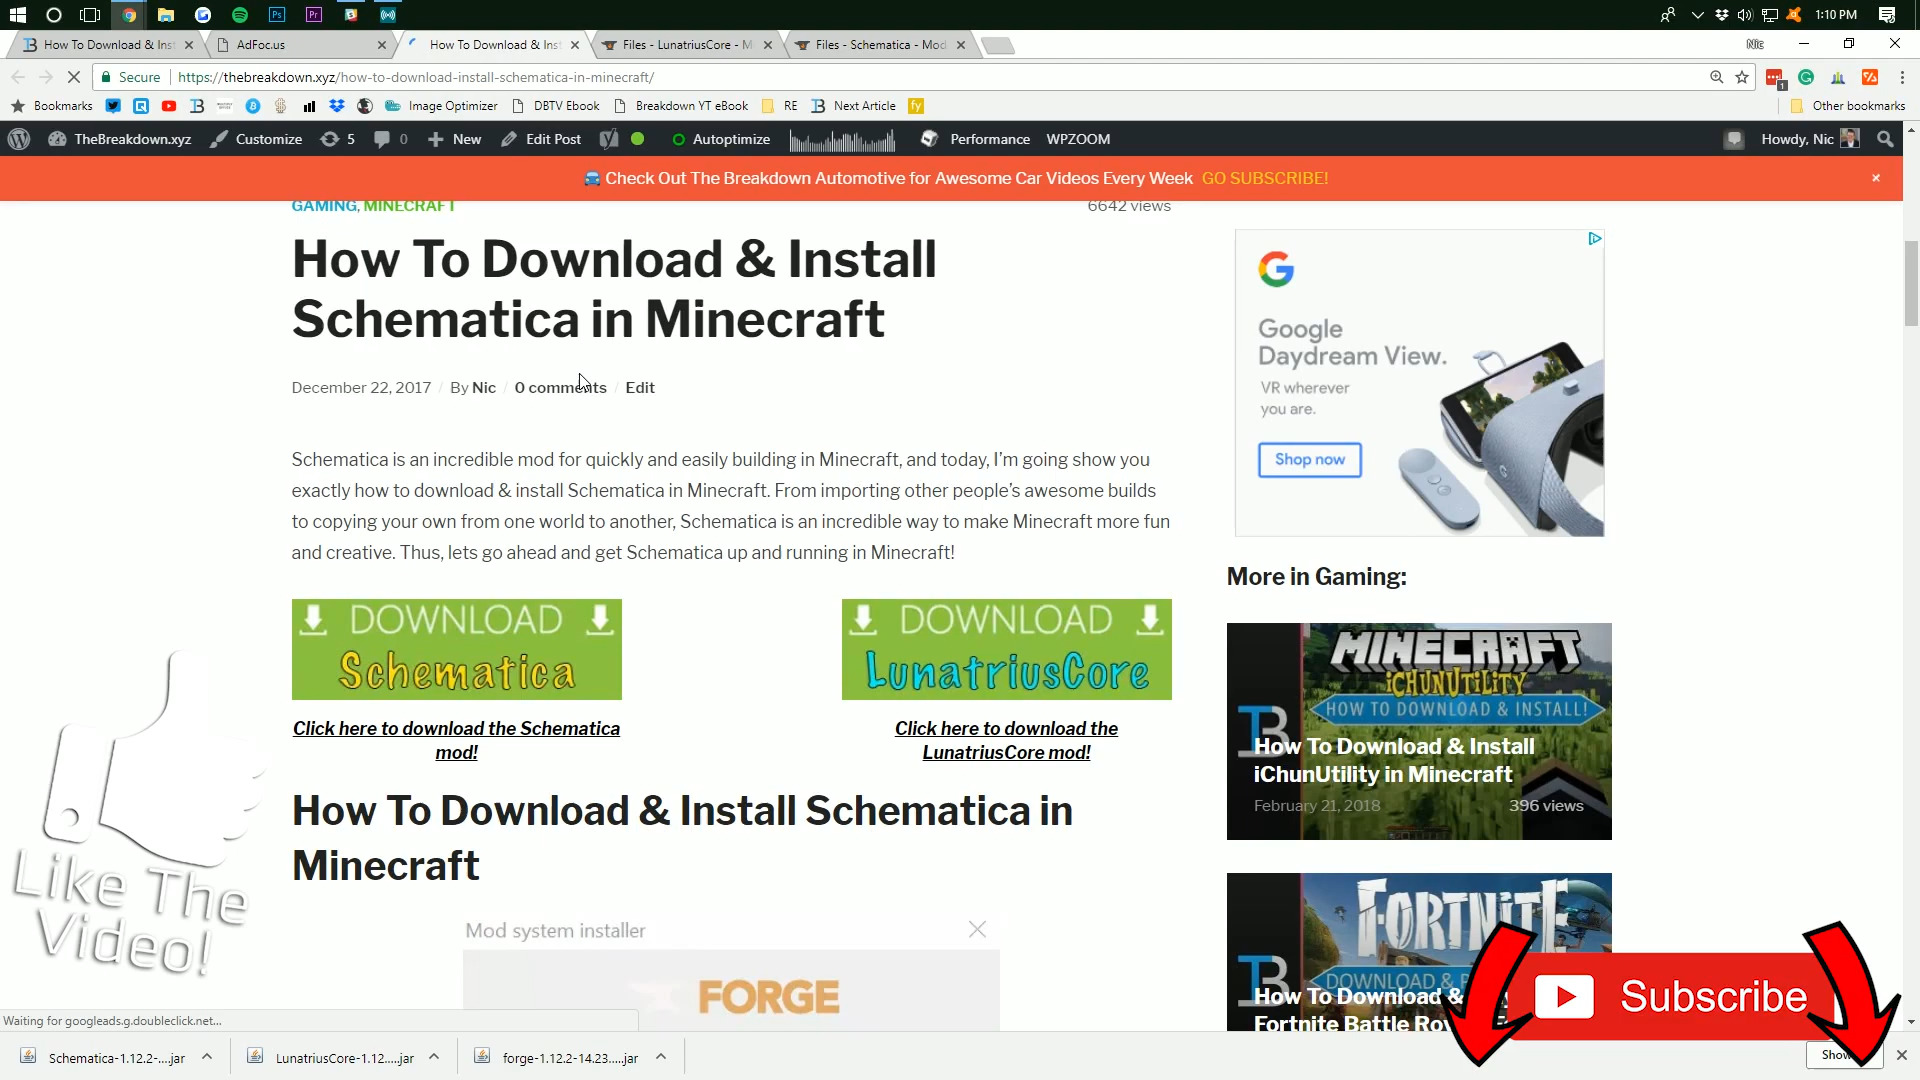 1:10 PM
How To Download & Inst
AdFoc.us
How To Download & Inst
Files - LunatriusCore - M
Files - Schematica - Mod
Nic
Secure
https://thebreakdown.xyz/how-to-download-install-schematica-in-minecraft/
Bookmarks
Image Optimizer
DBTV Ebook
Breakdown YT eBook
RE
Next Article
Other bookmarks
TheBreakdown.xyz
Customize
5
0
New
Edit Post
Autoptimize
Performance
WPZOOM
Howdy, Nic
Check Out The Breakdown Automotive for Awesome Car Videos Every Week GO SUBSCRIBE!
GAMING, MINECRAFT
6642 views
How To Download & Install
Schematica in Minecraft
December 22, 2017 / By Nic / 0 comments / Edit
Schematica is an incredible mod for quickly and easily building in Minecraft, and today, I'm going show you
exactly how to download & install Schematica in Minecraft. From importing other people's awesome builds
to copying your own from one world to another, Schematica is an incredible way to make Minecraft more fun
and creative. Thus, lets go ahead and get Schematica up and running in Minecraft!
DOWNLOAD
Schematica
DOWNLOAD
LunatriusCore
Click here to download the Schematica
mod!
Click here to download the
LunatriusCore mod!
How To Download & Install Schematica in
Minecraft
Mod system installer
FORGE
Google
Daydream View.
VR wherever
you are.
Shop now
More in Gaming:
MINECRAFT
iCHUNUTILITY
HOW TO DOWNLOAD & INSTALL!
How To Download & Install
iChunUtility in Minecraft
February 21, 2018
396 views
FORTNITE
DOWNLOAD &
How To Download &
Fortnite Battle Ro
Like The
Video!
Subscribe
Waiting for googleads.g.doubleclick.net...
Schematica-1.12.2-....jar
LunatriusCore-1.12.....jar
forge-1.12.2-14.23.....jar
Show